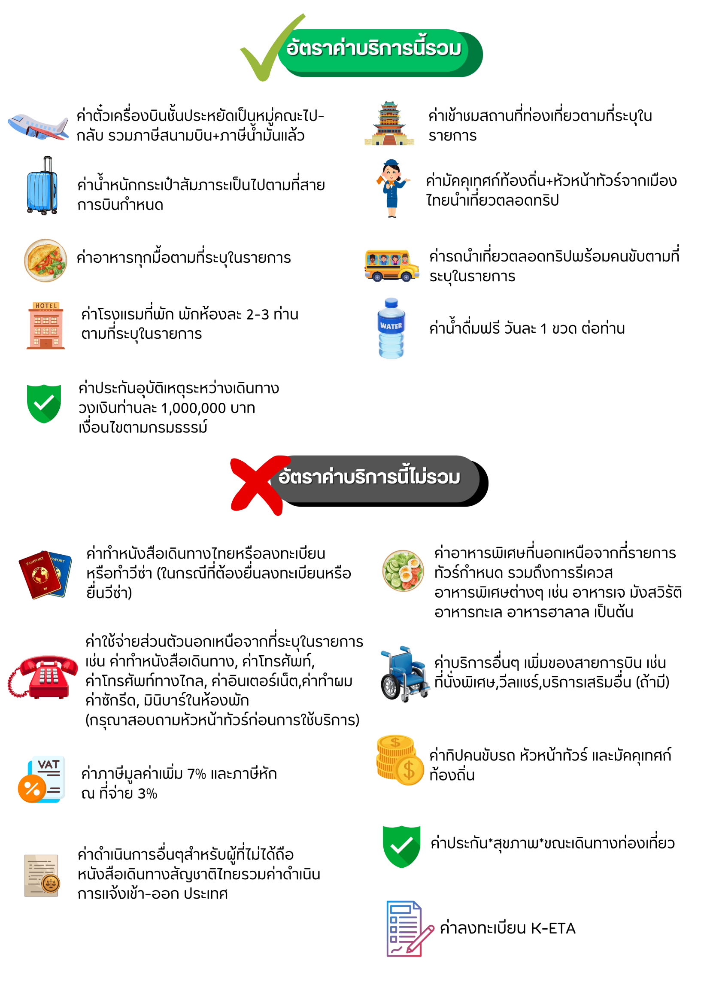 อัตราค่าบริการนี้รวม
ค่าตั๋วเครื่องบินชั้นประหยัดเป็นหมู่คณะไป-
กลับ รวมภาษีสนามบิน+ภาษีน้ำมันแล้ว
ค่าเข้าชมสถานที่ท่องเที่ยวตามที่ระบุใน
รายการ
ค่าน้ำหนักกระเป๋าสัมภาระเป็นไปตามที่สาย
การบินกำหนด
ค่ามัคคุเทศก์ท้องถิ่น+หัวหน้าทัวร์จากเมือง
ไทยนำเที่ยวตลอดทริป
ค่าอาหารทุกมื้อตามที่ระบุในรายการ
ค่ารถนำเที่ยวตลอดทริปพร้อมคนขับตามที่
ระบุในรายการ
HOTEL
ค่าโรงแรมที่พัก พักห้องละ 2-3 ท่าน
ตามที่ระบุในรายการ
WATER
ค่าน้ำดื่มฟรี วันละ 1 ขวด ต่อท่าน
ค่าประกันอุบัติเหตุระหว่างเดินทาง
วงเงินท่านละ 1,000,000 บาท
เงื่อนไขตามกรมธรรม์
อัตราค่าบริการนี้ไม่รวม
PASSPORT
SSPORT
ค่าทำหนังสือเดินทางไทยหรือลงทะเบียน
หรือทำวีซ่า (ในกรณีที่ต้องยื่นลงทะเบียนหรือ
ยื่นวีซ่า)
ค่าอาหารพิเศษที่นอกเหนือจากที่รายการ
ทัวร์กำหนด รวมถึงการรีเควส
อาหารพิเศษต่างๆ เช่น อาหารเจ มังสวิรัติ
อาหารทะเล อาหารฮาลาล เป็นต้น
ค่าใช้จ่ายส่วนตัวนอกเหนือจากที่ระบุในรายการ
เช่น ค่าทำหนังสือเดินทาง, ค่าโทรศัพท์,
ค่าโทรศัพท์ทางไกล, ค่าอินเตอร์เน็ต,ค่าทำผม
ค่าซักรีด, มินิบาร์ในห้องพัก
(กรุณาสอบถามหัวหน้าทัวร์ก่อนการใช้บริการ)
ค่าบริการอื่นๆ เพิ่มของสายการบิน เช่น
ที่นั่งพิเศษ,วีลแชร์,บริการเสริมอื่น (ถ้ามี)
VAT
%
ค่าภาษีมูลค่าเพิ่ม 7% และภาษีหัก
ณ ที่จ่าย 3%
$
$
ค่าทิปคนขับรถ หัวหน้าทัวร์ และมัคคุเทศก์
ท้องถิ่น
ค่าประกัน*สุขภาพ*ขณะเดินทางท่องเที่ยว
ค่าดำเนินการอื่นๆสำหรับผู้ที่ไม่ได้ถือ
หนังสือเดินทางสัญชาติไทยรวมค่าดำเนิน
การแจ้งเข้า-ออก ประเทศ
ค่าลงทะเบียน K-ETA